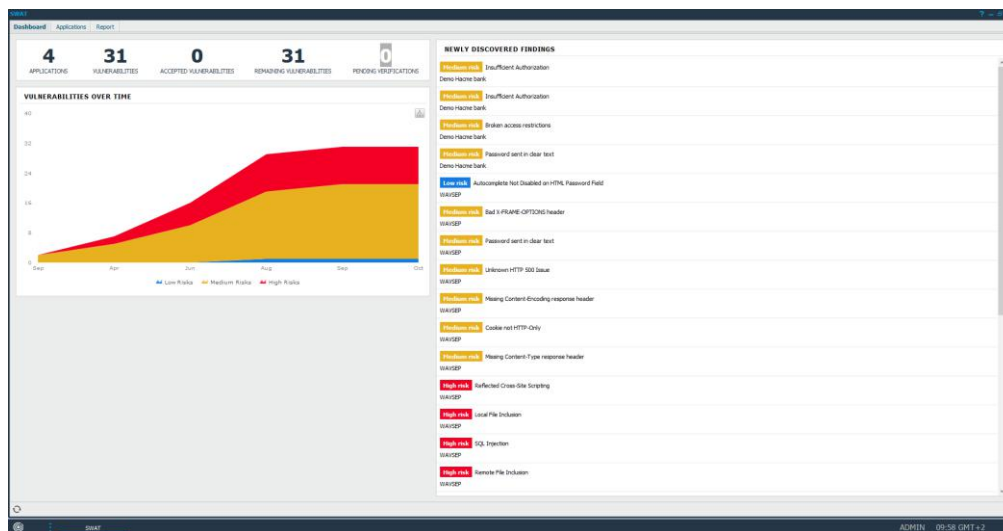 SWAT
Dashboard Applications Report
4 31 0 31 0
APPLICATIONS VULNERABILITIES ACCEPTED VULNERABILITIES REMAINING VULNERABILITIES PENDING VERIFICATIONS
VULNERABILITIES OVER TIME
40
32
24
16
8
0
Sep Apr Jun Aug Sep Oct
Low Risks Medium Risks High Risks
NEWLY DISCOVERED FINDINGS
Medium risk Insufficient Authorization
Demo Hacme bank
Medium risk Insufficient Authorization
Demo Hacme bank
Medium risk Broken access restrictions
Demo Hacme bank
Medium risk Password sent in clear text
Demo Hacme bank
Low risk Autocomplete Not Disabled on HTML Password Field
WAVSEP
Medium risk Bad X-FRAME-OPTIONS header
WAVSEP
Medium risk Password sent in clear text
WAVSEP
Medium risk Unknown HTTP 500 Issue
WAVSEP
Medium risk Missing Content-Encoding response header
WAVSEP
Medium risk Cookie not HTTP-Only
WAVSEP
Medium risk Missing Content-Type response header
WAVSEP
High risk Reflected Cross-Site Scripting
WAVSEP
High risk Local File Inclusion
WAVSEP
High risk SQL Injection
WAVSEP
High risk Remote File Inclusion
WAVSEP
SWAT ADMIN 09:58 GMT+2